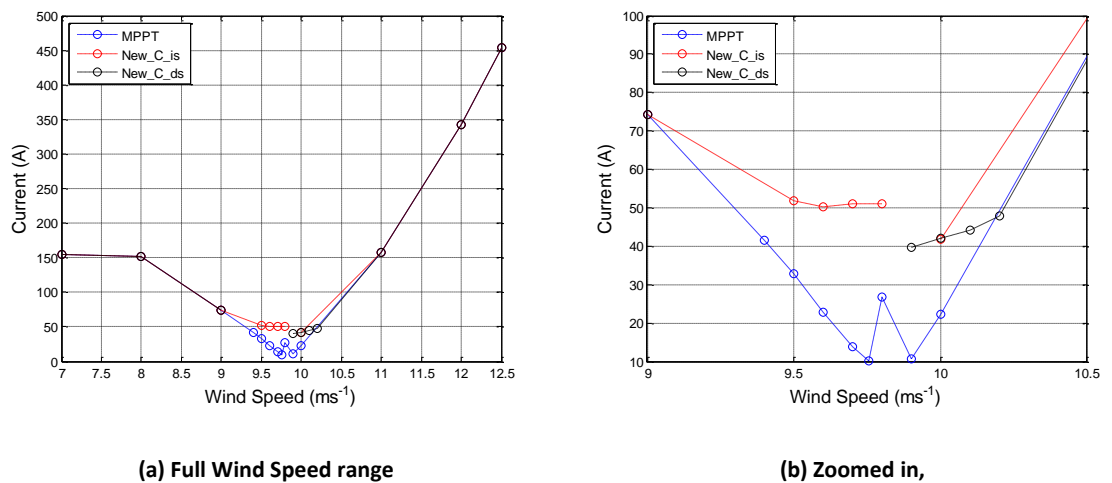 500
450
400
350
300
250
200
150
100
50
0
Current (A)
MPPT
New_C_is
New_C_ds
7 7.5 8 8.5 9 9.5 10 10.5 11 11.5 12 12.5
Wind Speed (ms⁻¹)
(a) Full Wind Speed range
100
90
80
70
60
50
40
30
20
10
Current (A)
MPPT
New_C_is
New_C_ds
9 9.5 10 10.5
Wind Speed (ms⁻¹)
(b) Zoomed in,